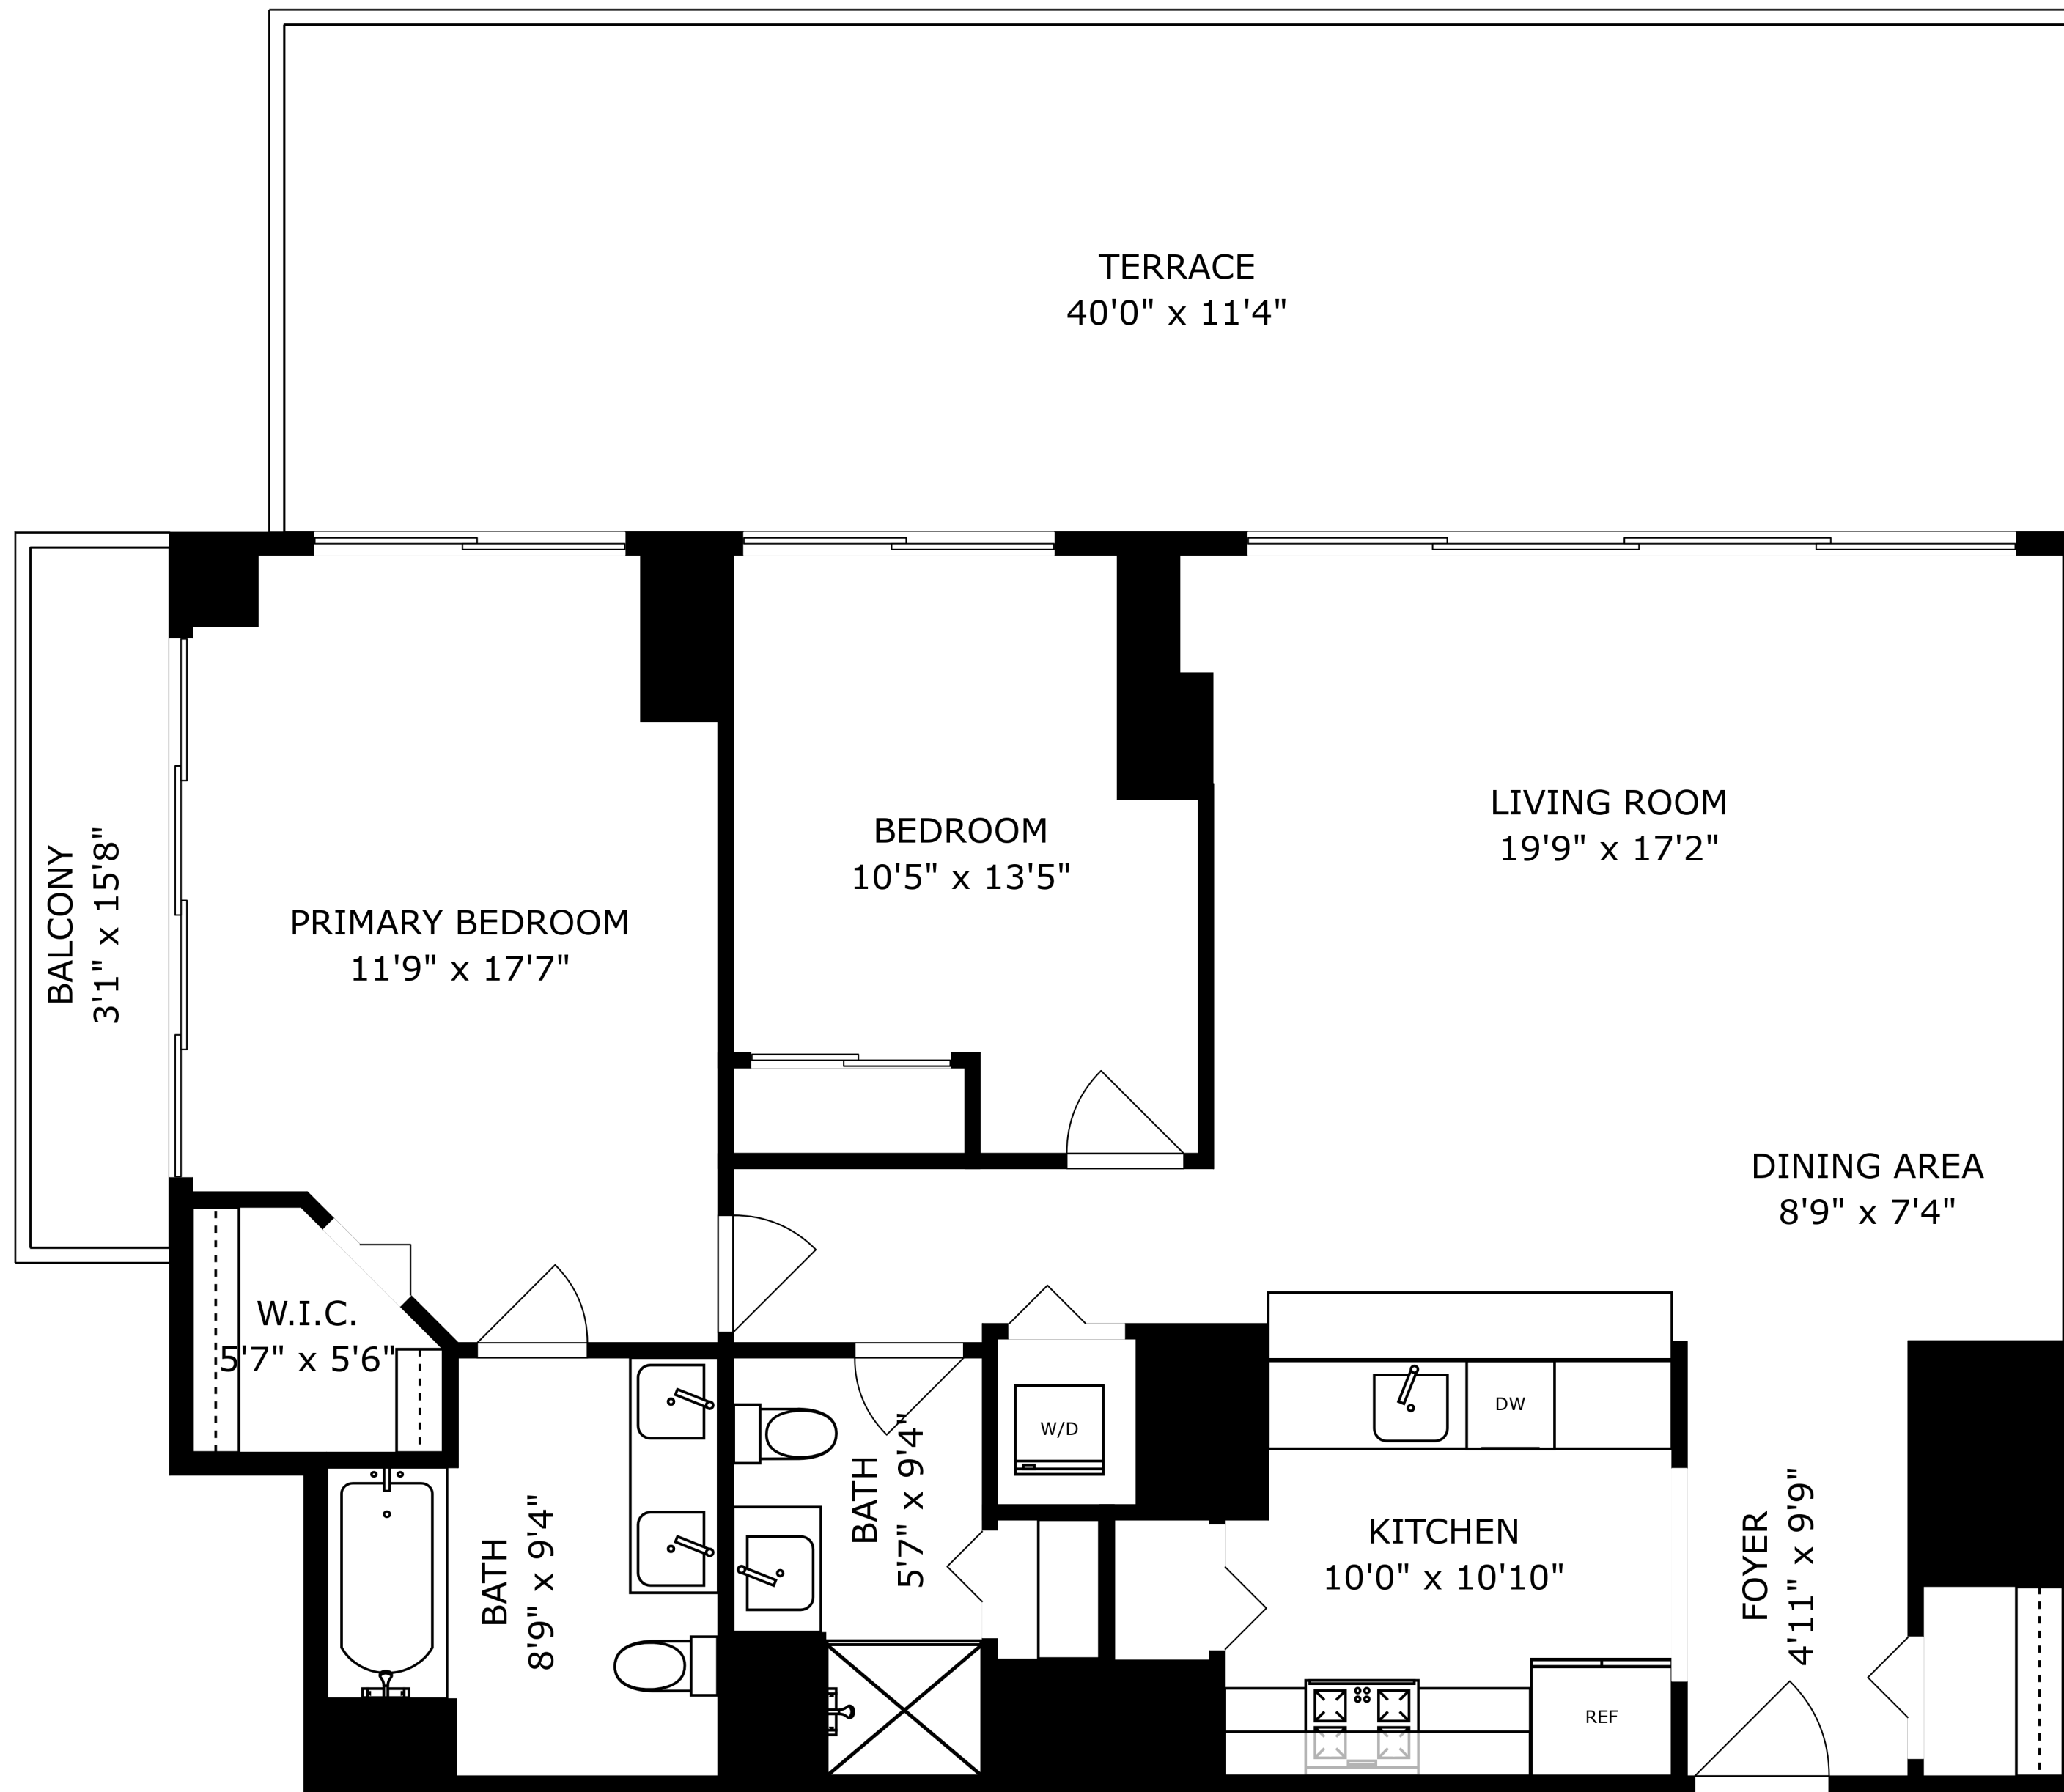 TERRACE
40'0" x 11'4"
LIVING ROOM
19'9" x 17'2"
BEDROOM
10'5" x 13'5"
BALCONY
3'1" x 15'8"
PRIMARY BEDROOM
11'9" x 17'7"
DINING AREA
8'9" x 7'4"
W.I.C.
5'7" x 5'6"
DW
W/D
BATH
5'7" x 9'4"
BATH
8'9" x 9'4"
KITCHEN
10'0" x 10'10"
FOYER
4'11" x 9'9"
REF